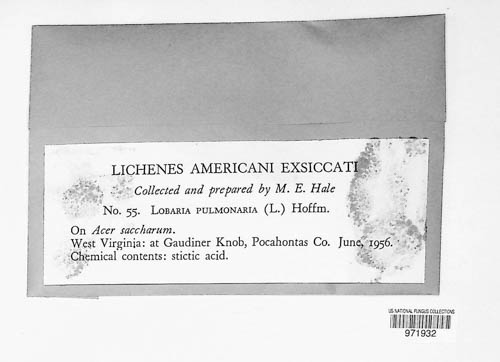 LICHENES AMERICANI EXSICCATI
Collected and prepared by M. E. Hale
No. 55. LOBARIA PULMONARIA (L.) Hoffm.
On Acer saccharum.
West Virginia: at Gaudiner Knob, Pocahontas Co. June, 1956.
Chemical contents: stictic acid.
US NATIONAL FUNGUS COLLECTIONS
971932